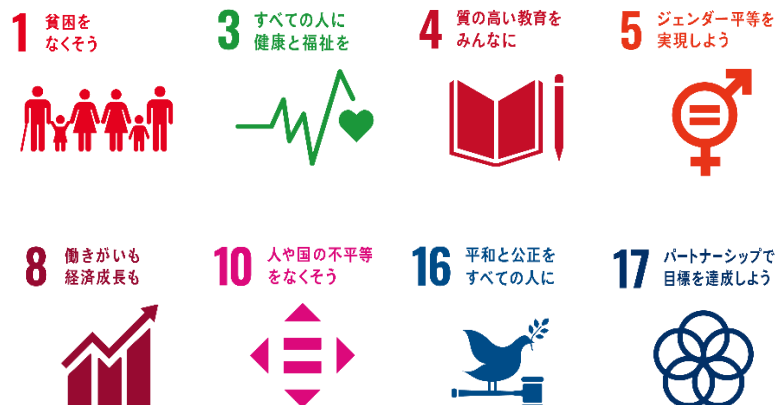 1 貧困を
なくそう
3 すべての人に
健康と福祉を
4 質の高い教育を
みんなに
5 ジェンダー平等を
実現しよう
8 働きがいも
経済成長も
10 人や国の不平等
をなくそう
16 平和と公正を
すべての人に
17 パートナーシップで
目標を達成しよう